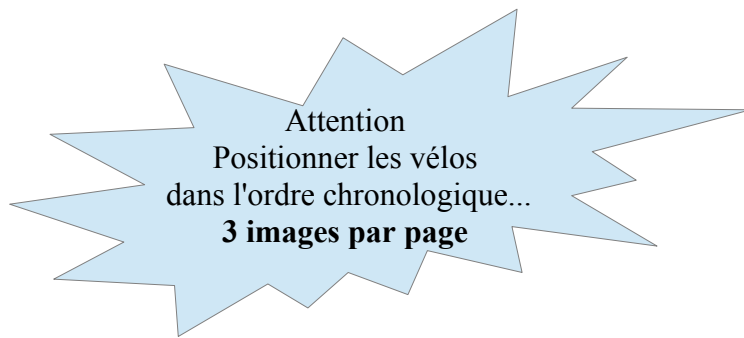 Attention
Positionner les vélos
dans l'ordre chronologique...
3 images par page